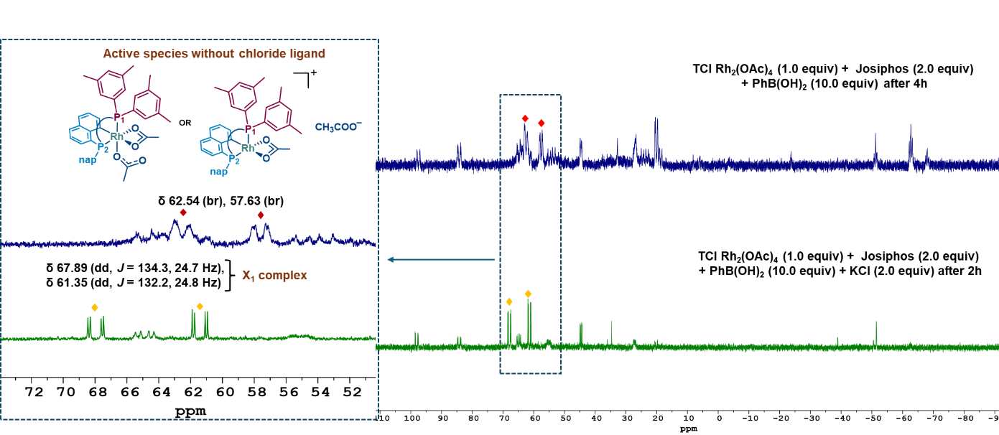 Active species without chloride ligand
P1
Rh
O
O
P2
nap
O
O
OR
+
P1
Rh
O
O
P2
nap
CH3COO−
δ 62.54 (br), 57.63 (br)
δ 67.89 (dd, J = 134.3, 24.7 Hz),
δ 61.35 (dd, J = 132.2, 24.8 Hz)
X1 complex
72 70 68 66 64 62 60 58 56 54 52
ppm
TCI Rh2(OAc)4 (1.0 equiv) + Josiphos (2.0 equiv)
+ PhB(OH)2 (10.0 equiv) after 4h
TCI Rh2(OAc)4 (1.0 equiv) + Josiphos (2.0 equiv)
+ PhB(OH)2 (10.0 equiv) + KCl (2.0 equiv) after 2h
10 100 90 80 70 60 50 40 30 20 10 0 -10 -20 -30 -40 -50 -60 -70 -80 -9
ppm